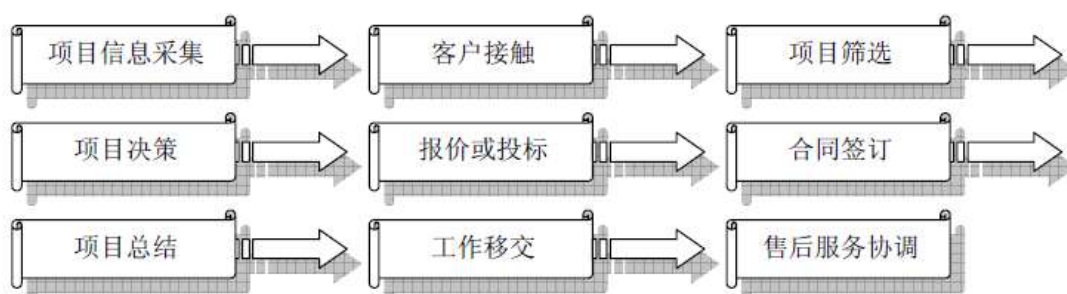 项目信息采集
客户接触
项目筛选
项目决策
报价或投标
合同签订
项目总结
工作移交
售后服务协调